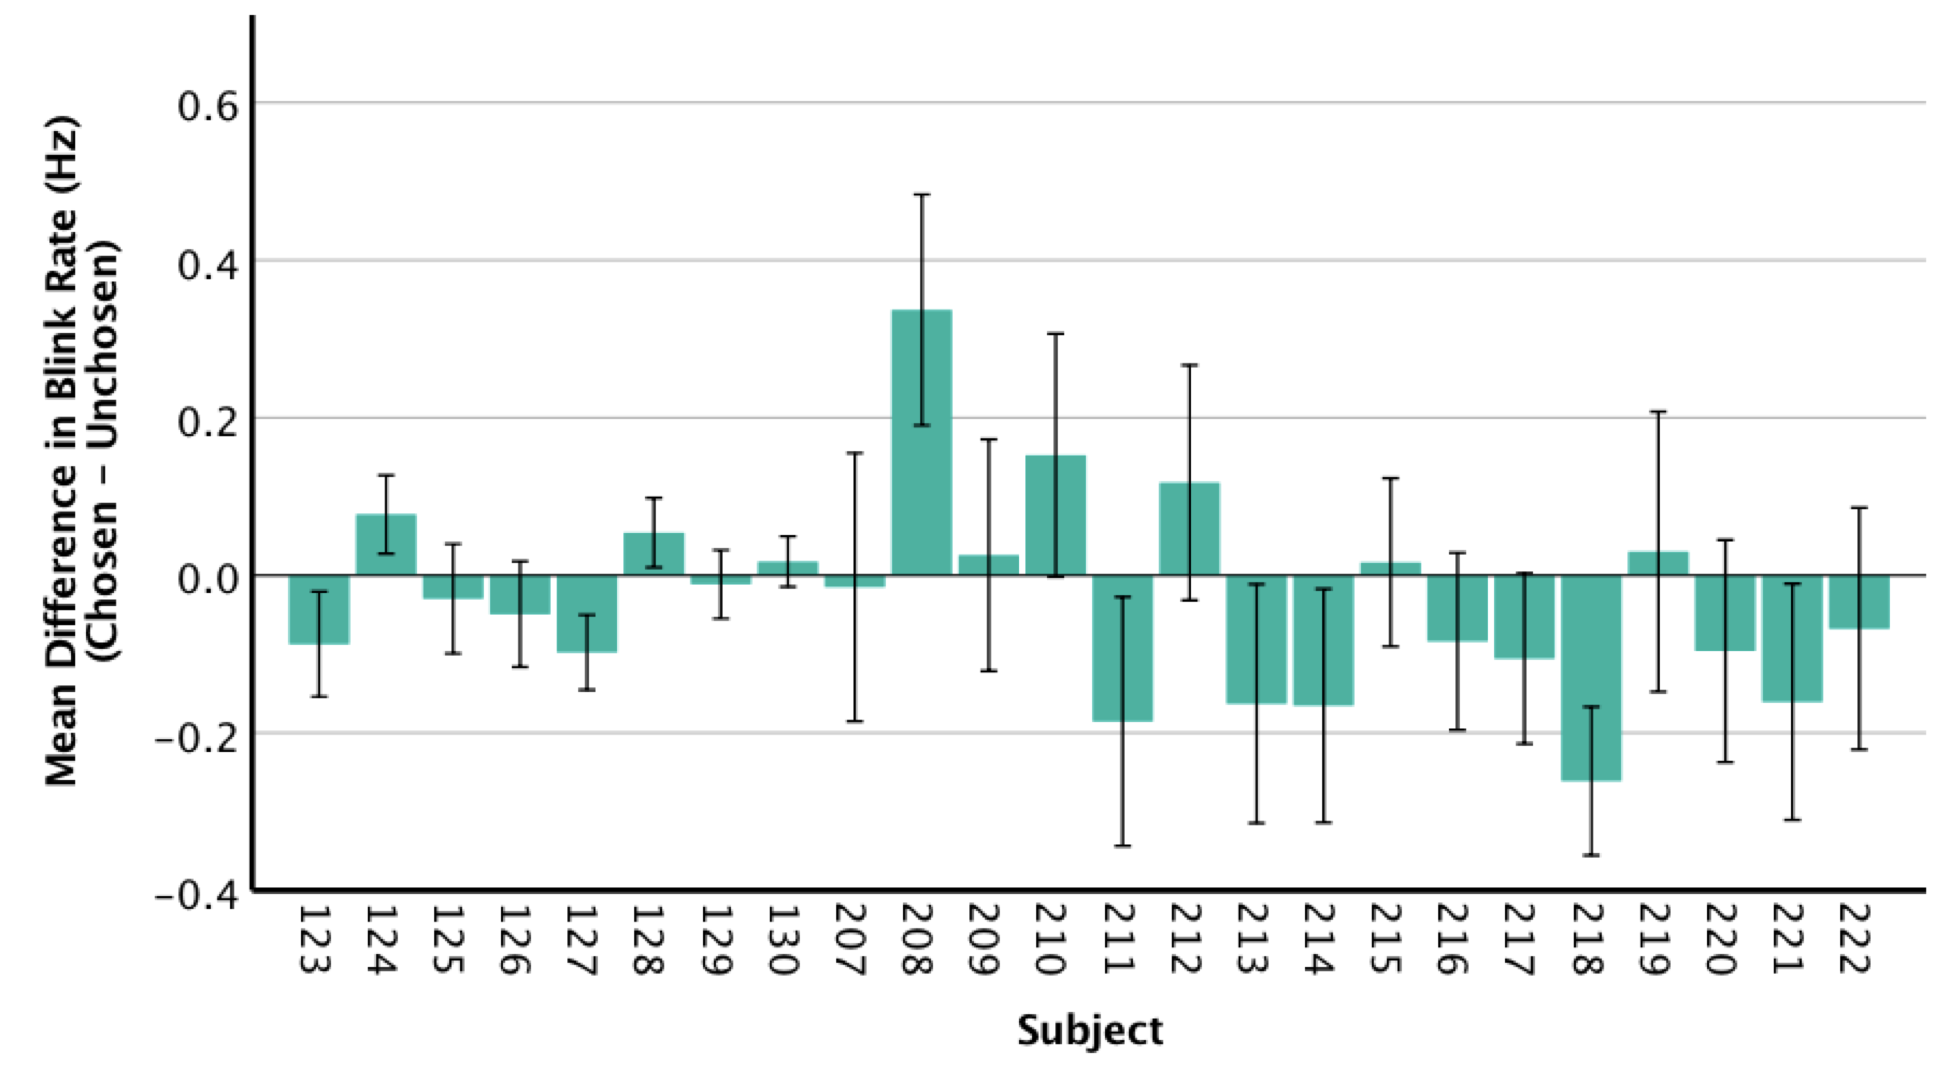 Mean Difference in Blink Rate (Hz)
(Chosen – Unchosen)
0.6
0.4
0.2
0.0
–0.2
–0.4
123 124 125 126 127 128 129 130 207 208 209 210 211 212 213 214 215 216 217 218 219 220 221 222
Subject